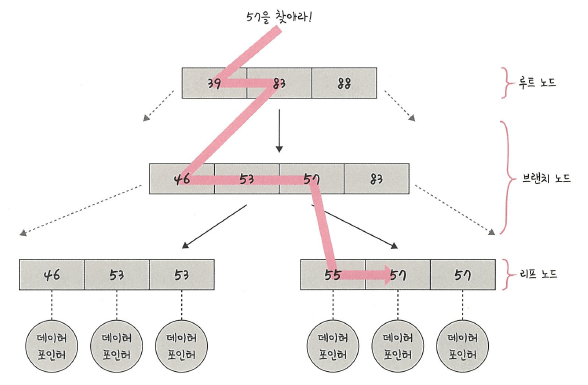 57을 찾아라!
39 83 88
루트 노드
46 53 57 83
브랜치 노드
46 53 53
55 57 57
리프 노드
데이터 데이터 데이터 데이터 데이터 데이터
포인터 포인터 포인터 포인터 포인터 포인터